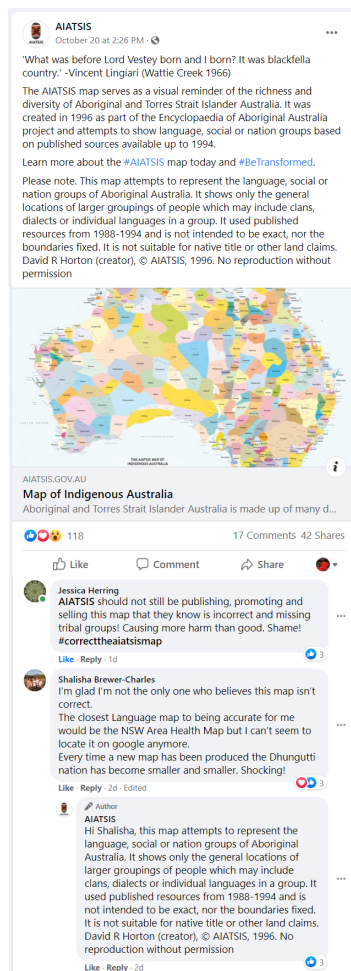 AIATSIS
October 20 at 2:26 PM ·
'What was before Lord Vestey born and I born? It was blackfella
country.' -Vincent Lingiari (Wattie Creek 1966)
The AIATSIS map serves as a visual reminder of the richness and
diversity of Aboriginal and Torres Strait Islander Australia. It was
created in 1996 as part of the Encyclopaedia of Aboriginal Australia
project and attempts to show language, social or nation groups based
on published sources available up to 1994.
Learn more about the #AIATSIS map today and #BeTransformed.
Please note. This map attempts to represent the language, social or
nation groups of Aboriginal Australia. It shows only the general
locations of larger groupings of people which may include clans,
dialects or individual languages in a group. It used published
resources from 1988-1994 and is not intended to be exact, nor the
boundaries fixed. It is not suitable for native title or other land claims.
David R Horton (creator), © AIATSIS, 1996. No reproduction without
permission
THE AIATSIS MAP OF
INDIGENOUS AUSTRALIA
AIATSIS.GOV.AU
Map of Indigenous Australia
Aboriginal and Torres Strait Islander Australia is made up of many d...
118
17 Comments 42 Shares
Like
Comment
Share
Jessica Herring
AIATSIS should not still be publishing, promoting and
selling this map that they know is incorrect and missing
tribal groups! Causing more harm than good. Shame!
#correcttheaiatsismap
3
Like · Reply · 1d
Shalisha Brewer-Charles
I'm glad I'm not the only one who believes this map isn't
correct.
The closest Language map to being accurate for me
would be the NSW Area Health Map but I can't seem to
locate it on google anymore.
Every time a new map has been produced the Dhungutti
nation has become smaller and smaller. Shocking!
3
Like · Reply · 2d · Edited
Author
AIATSIS
Hi Shalisha, this map attempts to represent the
language, social or nation groups of Aboriginal
Australia. It shows only the general locations of
larger groupings of people which may include
clans, dialects or individual languages in a group. It
used published resources from 1988-1994 and is
not intended to be exact, nor the boundaries fixed.
It is not suitable for native title or other land claims.
David R Horton (creator), © AIATSIS, 1996. No
reproduction without permission
3
Like · Reply · 2d